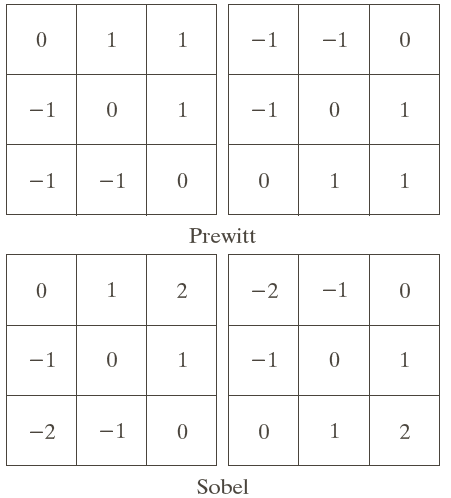 0 1 1 −1 −1 0
−1 0 1 −1 0 1
−1 −1 0 0 1 1
Prewitt
0 1 2 −2 −1 0
−1 0 1 −1 0 1
−2 −1 0 0 1 2
Sobel